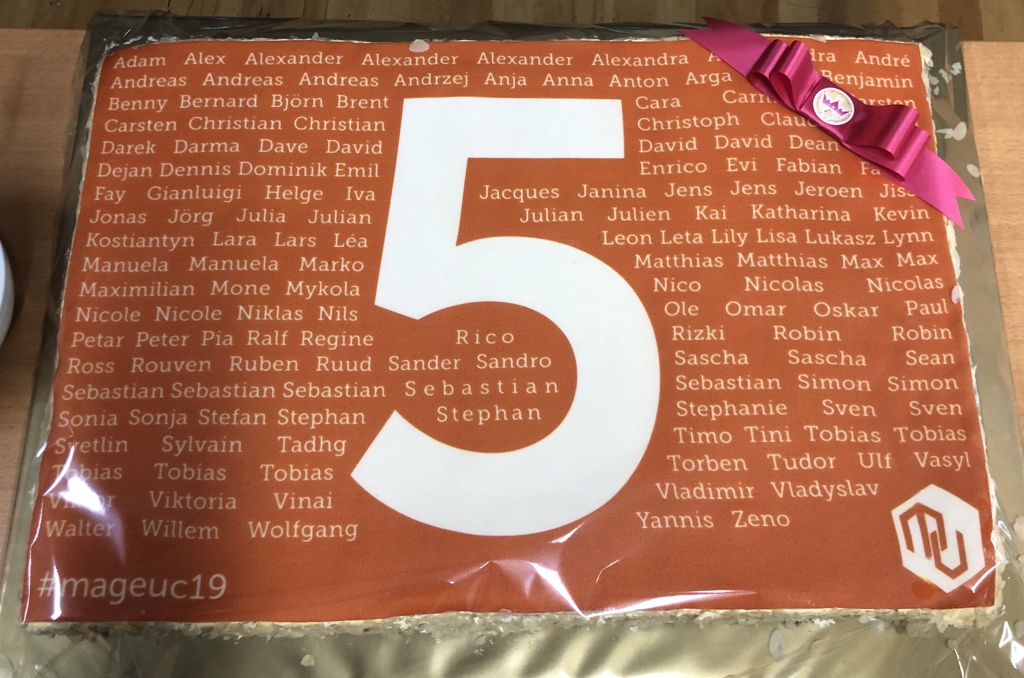 Adam Alex Alexander Alexander Alexander Alexandra André
Andreas Andreas Andreas Andrzej Anja Anna Anton Benjamin
Benny Bernard Björn Brent Cara
Carsten Christian Christian Christoph
Darek Darma Dave David David David Dean
Dejan Dennis Dominik Emil Enrico Evi Fabian
Fay Gianluigi Helge Iva Jacques Janina Jens Jens Jeroen
Jonas Jörg Julia Julian Julian Julien Kai Katharina Kevin
Kostiantyn Lara Lars Léa Leon Leta Lily Lisa Lukasz Lynn
Manuela Manuela Marko Matthias Matthias Max Max
Maximilian Mone Mykola Nico Nicolas Nicolas
Nicole Nicole Niklas Nils Ole Omar Oskar Paul
Petar Peter Pia Ralf Regine Rico Rizki Robin Robin
Ross Rouven Ruben Ruud Sander Sandro Sascha Sascha Sean
Sebastian Sebastian Sebastian Sebastian Sebastian Simon Simon
Sonia Sonja Stefan Stephan Stephan Stephanie Sven Sven
Svetlin Sylvain Tadhg Timo Tini Tobias Tobias
Tobias Tobias Tobias Torben Tudor Ulf Vasyl
Viktoria Vinai Vladimir Vladyslav
Walter Willem Wolfgang Yannis Zeno
5
#mageuc19